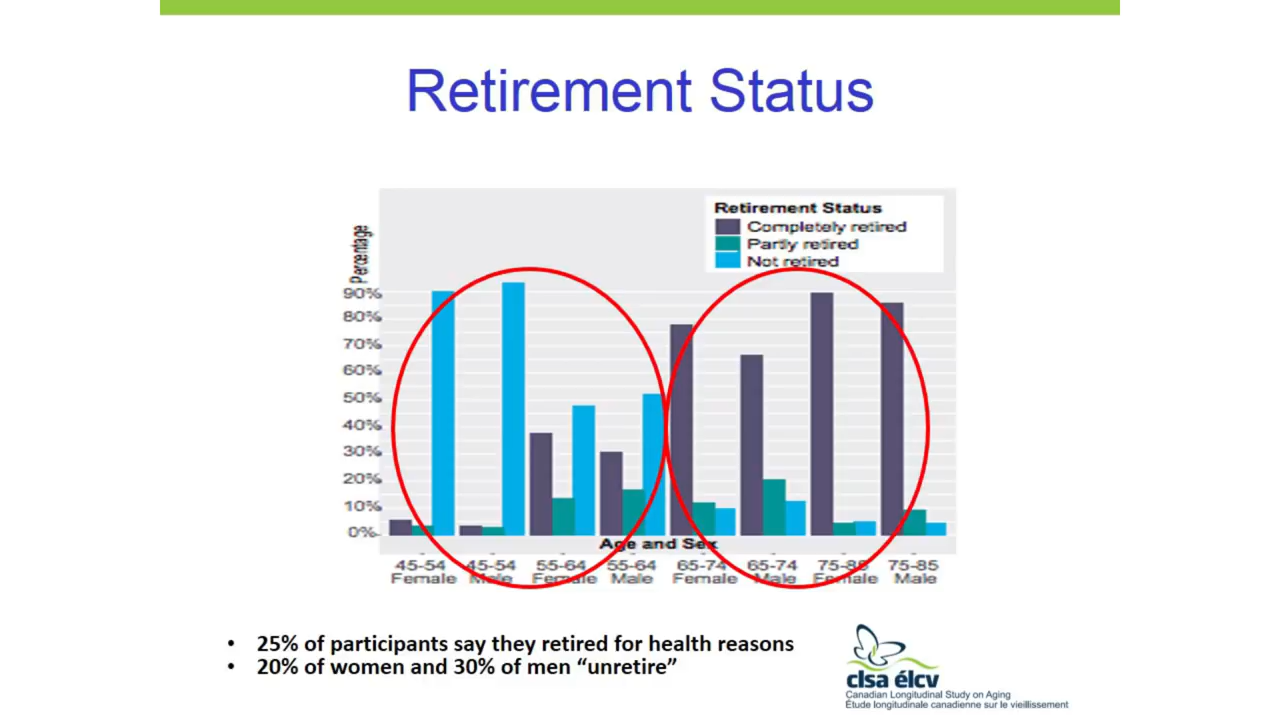 Retirement Status
Retirement Status
Completely retired
Partly retired
Not retired
Percentage
90%
80%
70%
60%
50%
40%
30%
20%
10%
0%
Age and Sex
45-54 45-54 55-64 55-64 65-74 65-74 75-85 75-85
Female Male Female Male Female Male Female Male
• 25% of participants say they retired for health reasons
• 20% of women and 30% of men “unretire”
clsa élcv
Canadian Longitudinal Study on Aging
Étude longitudinale canadienne sur le vieillissement